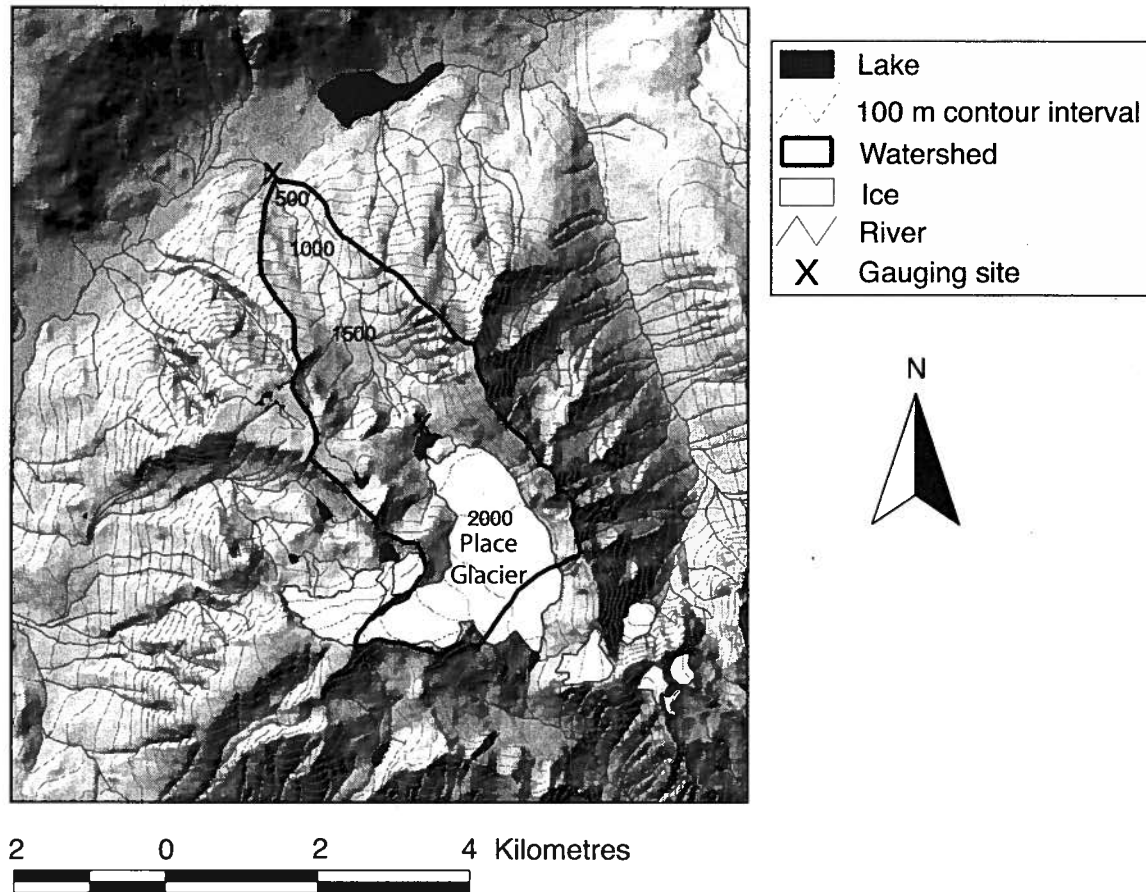 X
500
1000
1500
X
2000
Place
Glacier
Lake
100 m contour interval
Watershed
Ice
River
X Gauging site
N
2 0 2 4 Kilometres